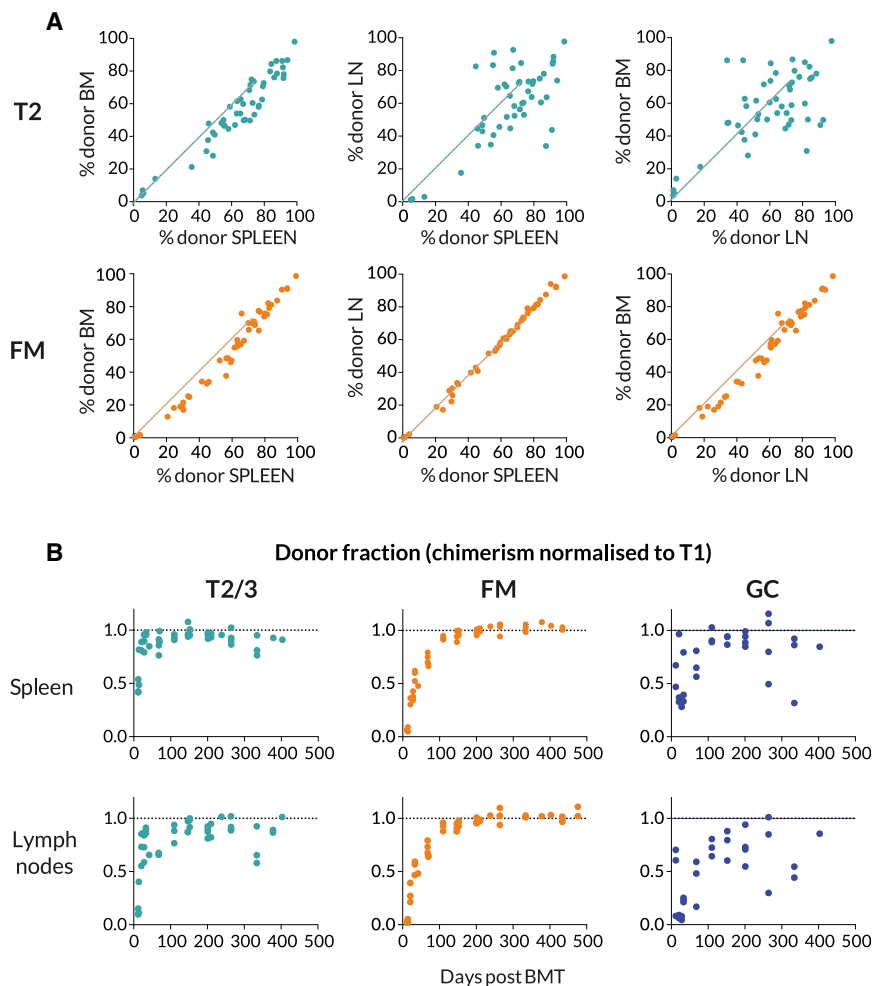 A
T2
% donor BM
100
80
60
40
20
0
0 20 40 60 80 100
% donor SPLEEN
% donor LN
100
80
60
40
20
0
0 20 40 60 80 100
% donor SPLEEN
% donor BM
100
80
60
40
20
0
0 20 40 60 80 100
% donor LN
FM
% donor BM
100
80
60
40
20
0
0 20 40 60 80 100
% donor SPLEEN
% donor LN
100
80
60
40
20
0
0 20 40 60 80 100
% donor SPLEEN
% donor BM
100
80
60
40
20
0
0 20 40 60 80 100
% donor LN
B
Donor fraction (chimerism normalised to T1)
T2/3 FM GC
Spleen
1.0
0.5
0.0
0 100 200 300 400 500
1.0
0.5
0.0
0 100 200 300 400 500
1.0
0.5
0.0
0 100 200 300 400 500
Lymph
nodes
1.0
0.5
0.0
0 100 200 300 400 500
1.0
0.5
0.0
0 100 200 300 400 500
1.0
0.5
0.0
0 100 200 300 400 500
Days post BMT